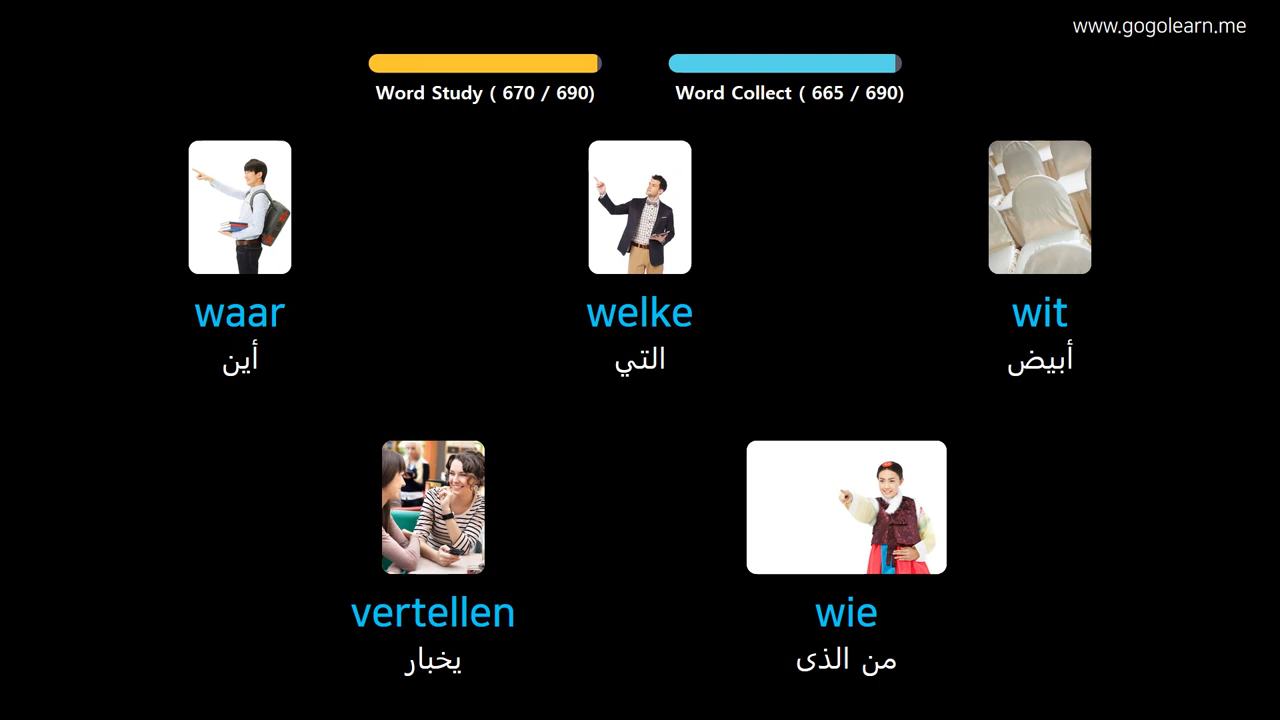 www.gogolearn.me
Word Study ( 670 / 690)
Word Collect ( 665 / 690)
waar
أين
welke
التي
wit
أبيض
vertellen
يخبار
wie
من الذى